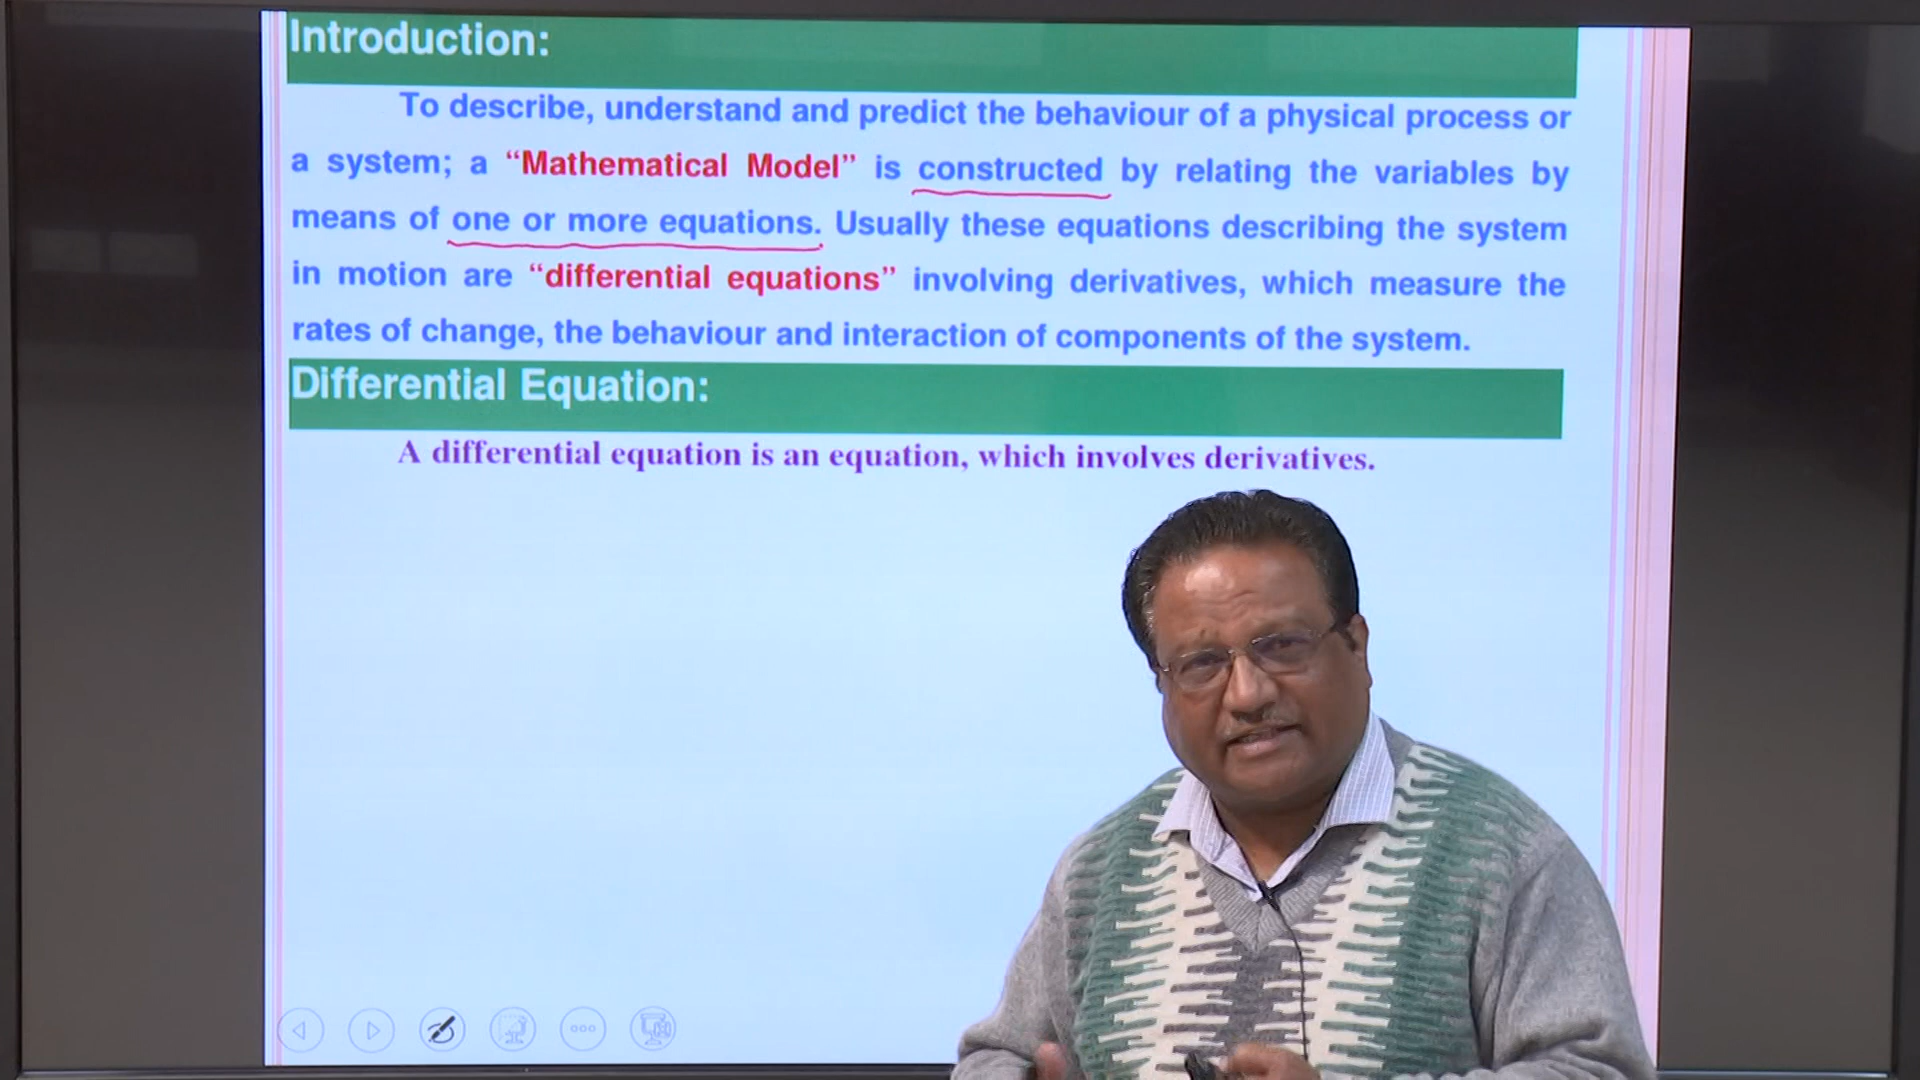 Introduction:
To describe, understand and predict the behaviour of a physical process or
a system; a “Mathematical Model” is constructed by relating the variables by
means of one or more equations. Usually these equations describing the system
in motion are “differential equations” involving derivatives, which measure the
rates of change, the behaviour and interaction of components of the system.
Differential Equation:
A differential equation is an equation, which involves derivatives.